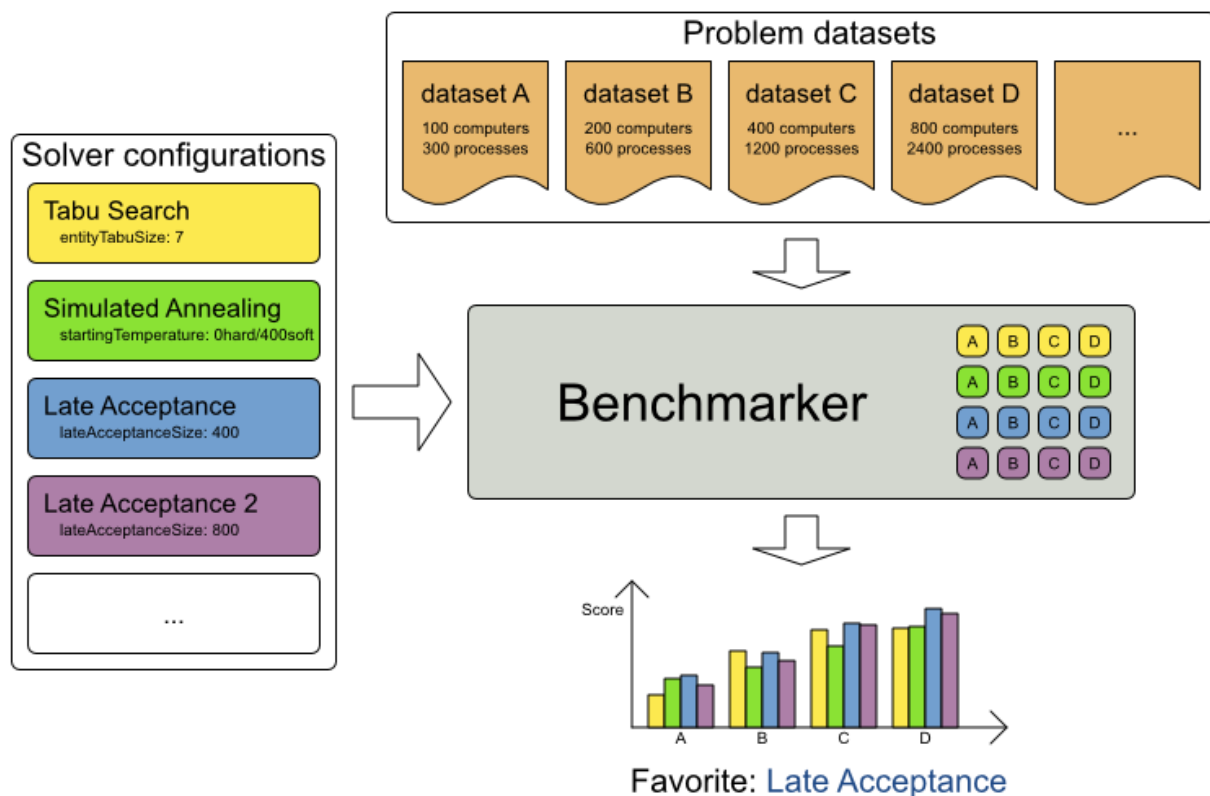 Problem datasets
dataset A
100 computers
300 processes
dataset B
200 computers
600 processes
dataset C
400 computers
1200 processes
dataset D
800 computers
2400 processes
...
Solver configurations
Tabu Search
entityTabuSize: 7
Simulated Annealing
startingTemperature: 0hard/400soft
Late Acceptance
lateAcceptanceSize: 400
Late Acceptance 2
lateAcceptanceSize: 800
...
Benchmarker
A B C D
A B C D
A B C D
A B C D
Score
A B C D
Favorite: Late Acceptance